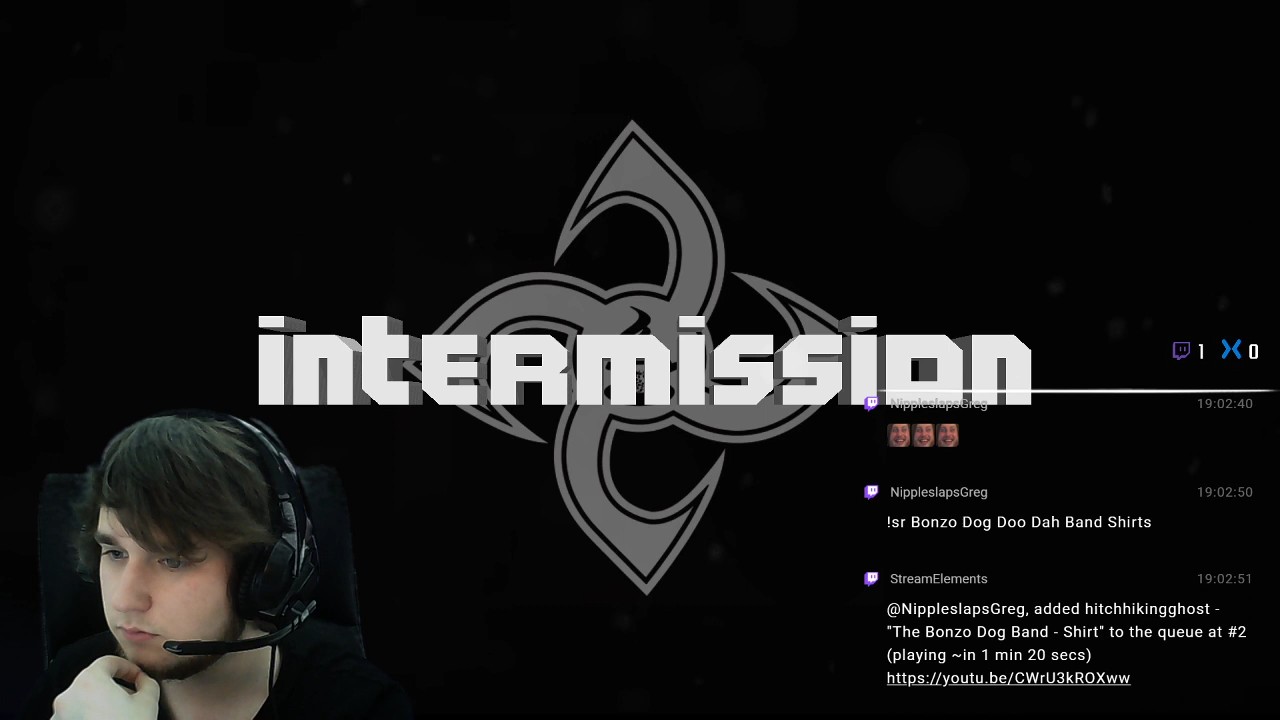 intermission
1 0
NippleslapsGreg 19:02:40
NippleslapsGreg 19:02:50
!sr Bonzo Dog Doo Dah Band Shirts
StreamElements 19:02:51
@NippleslapsGreg, added hitchhikingghost -
"The Bonzo Dog Band - Shirt" to the queue at #2
(playing ~in 1 min 20 secs)
https://youtu.be/CWrU3kROXww